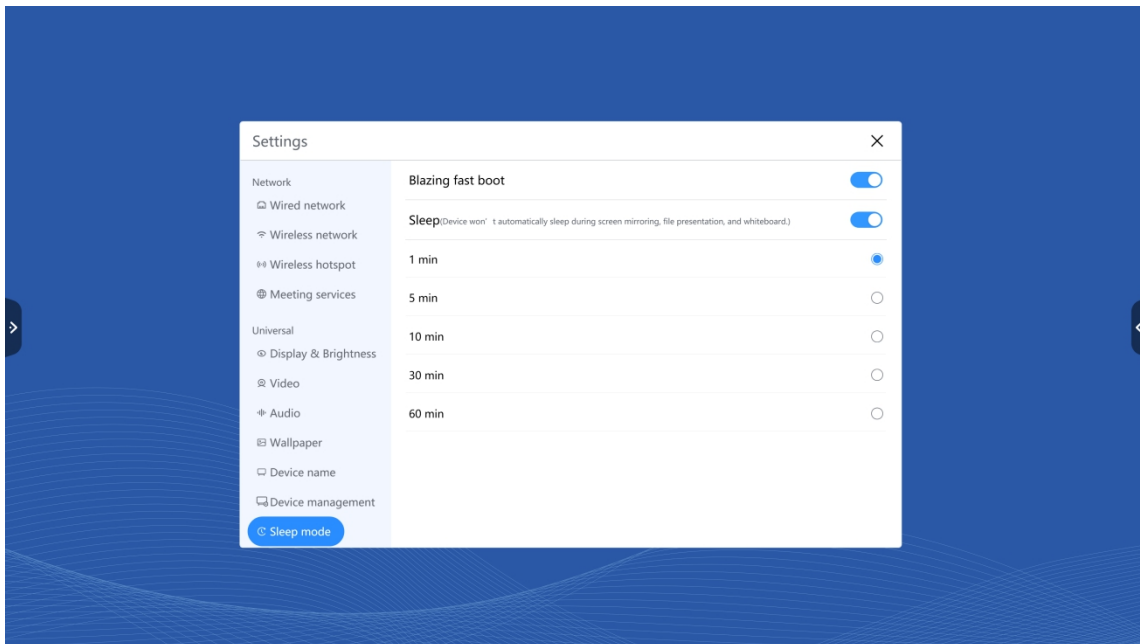 Settings
Network
Wired network
Wireless network
Wireless hotspot
Meeting services
Universal
Display & Brightness
Video
Audio
Wallpaper
Device name
Device management
Sleep mode
Blazing fast boot
Sleep(Device won’ t automatically sleep during screen mirroring, file presentation, and whiteboard.)
1 min
5 min
10 min
30 min
60 min